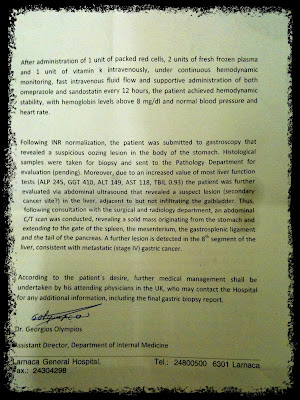 After administration of 1 unit of packed red cells, 2 units of fresh frozen plasma
and 1 unit of vitamin k intravenously, under continuous hemodynamic
monitoring, fast intravenous fluid flow and supportive administration of both
omeprazole and sandostatin every 12 hours, the patient achieved hemodynamic
stability, with hemoglobin levels above 8 mg/dl and normal blood pressure and
heart rate.
Following INR normalization, the patient was submitted to gastroscopy that
revealed a suspicious oozing lesion in the body of the stomach. Histological
samples were taken for biopsy and sent to the Pathology Department for
evaluation (pending). Moreover, due to an increased value of most liver function
tests (ALP 245, GGT 410, ALT 149, AST 118, TBIL 0.93) the patient was further
evaluated via abdominal ultrasound that revealed a suspect lesion (secondary
cancer site?) in the liver, adjacent to but not infiltrating the gallbladder. Thus,
following consultation with the surgical and radiology department, an abdominal
C/T scan was conducted, revealing a solid mass originating from the stomach and
extending to the gate of the spleen, the mesenterium, the gastrosplenic ligament
and the tail of the pancreas. A further lesion is detected in the 8th segment of the
liver, consistent with metastatic (stage IV) gastric cancer.
According to the patient's desire, further medical management shall be
undertaken by his attending physicians in the UK, who may contact the Hospital
for any additional information, including the final gastric biopsy report.
Dr. Georgios Olympios
Assistant Director, Department of Internal Medicine
Larnaca General Hospital, Tel.: 24800500 6301 Larnaca
Fax.: 24304298